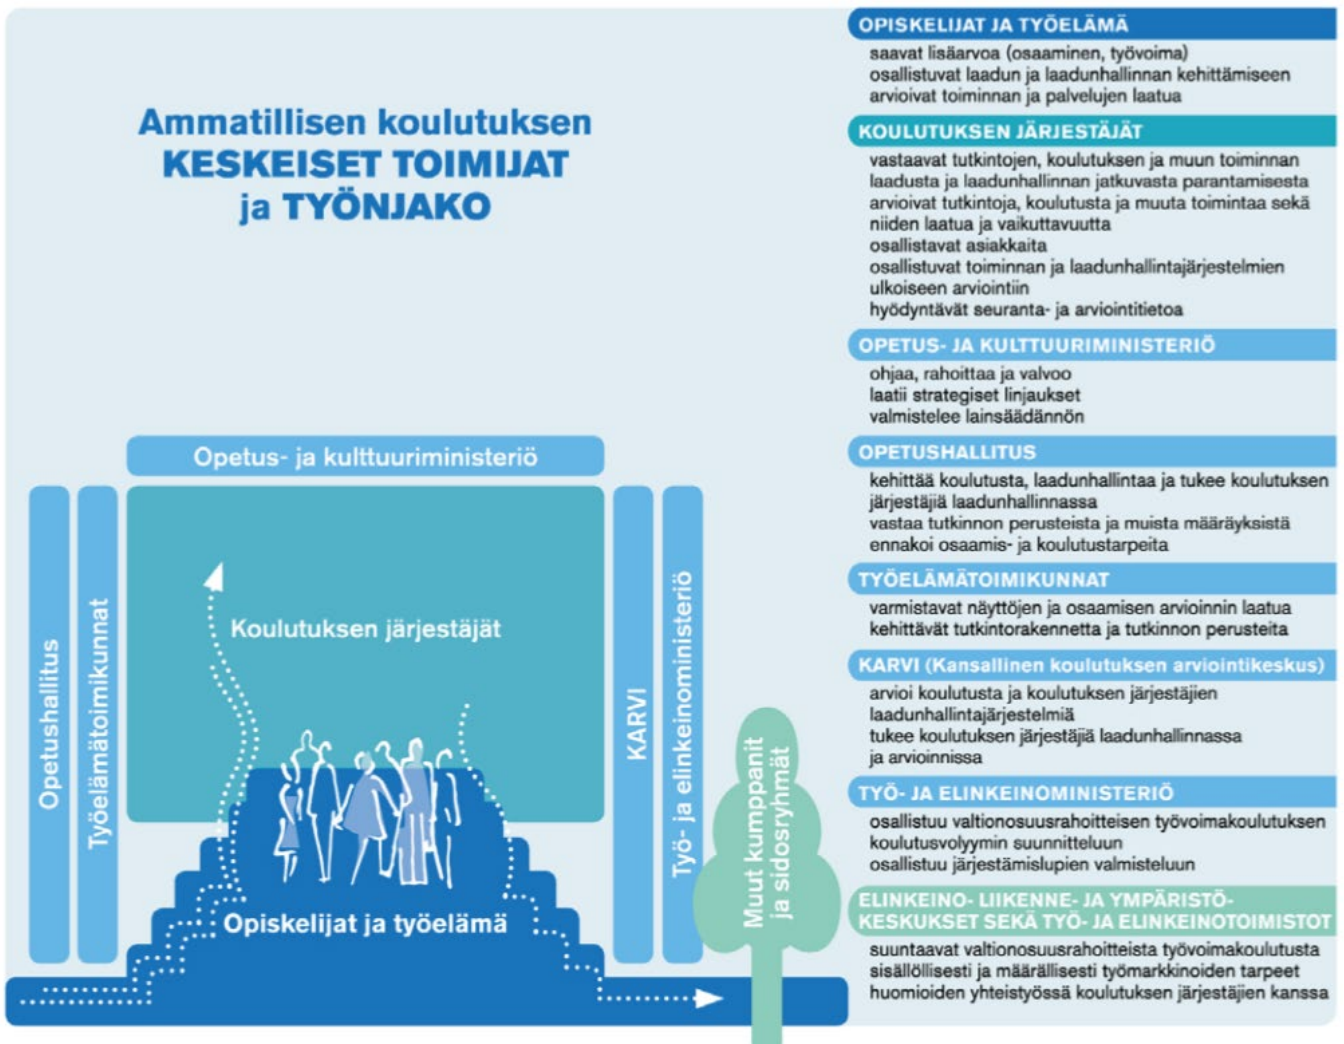 Ammatillisen koulutuksen
KESKEISET TOIMIJAT
ja TYÖNJAKO
Opetus- ja kulttuuriministeriö
Opetushallitus
Työelämätoimikunnat
Koulutuksen järjestäjät
KARVI
Työ- ja elinkeinoministeriö
Muut kumppanit
ja sidosryhmät
Opiskelijat ja työelämä
OPISKELIJAT JA TYÖELÄMÄ
saavat lisäarvoa (osaaminen, työvoima)
osallistuvat laadun ja laadunhallinnan kehittämiseen
arvioivat toiminnan ja palvelujen laatua
KOULUTUKSEN JÄRJESTÄJÄT
vastaavat tutkintojen, koulutuksen ja muun toiminnan
laadusta ja laadunhallinnan jatkuvasta parantamisesta
arvioivat tutkintoja, koulutusta ja muuta toimintaa sekä
niiden laatua ja vaikuttavuutta
osallistavat asiakkaita
osallistuvat toiminnan ja laadunhallintajärjestelmien
ulkoiseen arviointiin
hyödyntävät seuranta- ja arviointitietoa
OPETUS- JA KULTTUURIMINISTERIÖ
ohjaa, rahoittaa ja valvoo
laatii strategiset linjaukset
valmistelee lainsäädännön
OPETUSHALLITUS
kehittää koulutusta, laadunhallintaa ja tukee koulutuksen
järjestäjiä laadunhallinnassa
vastaa tutkinnon perusteista ja muista määräyksistä
ennakoi osaamis- ja koulutustarpeita
TYÖELÄMÄTOIMIKUNNAT
varmistavat näyttöjen ja osaamisen arvioinnin laatua
kehittävät tutkintorakennetta ja tutkinnon perusteita
KARVI (Kansallinen koulutuksen arviointikeskus)
arvioi koulutusta ja koulutuksen järjestäjien
laadunhallintajärjestelmiä
tukee koulutuksen järjestäjiä laadunhallinnassa
ja arvioinnissa
TYÖ- JA ELINKEINOMINISTERIÖ
osallistuu valtionosuusrahoitteisen työvoimakoulutuksen
koulutusvolyymin suunnitteluun
osallistuu järjestämislupien valmisteluun
ELINKEINO- LIIKENNE- JA YMPÄRISTÖ-
KESKUKSET SEKÄ TYÖ- JA ELINKEINOTOIMISTOT
suuntaavat valtionosuusrahoitteista työvoimakoulutusta
sisällöllisesti ja määrällisesti työmarkkinoiden tarpeet
huomioiden yhteistyössä koulutuksen järjestäjien kanssa